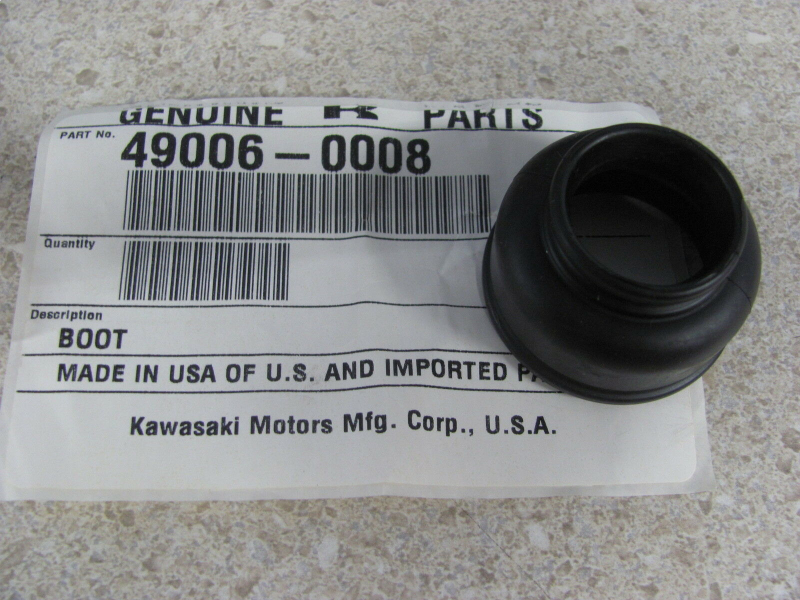 GENUINE PARTS
PART No.
49006-0008
Quantity
Description
BOOT
MADE IN USA OF U.S. AND IMPORTED
Kawasaki Motors Mfg. Corp., U.S.A.